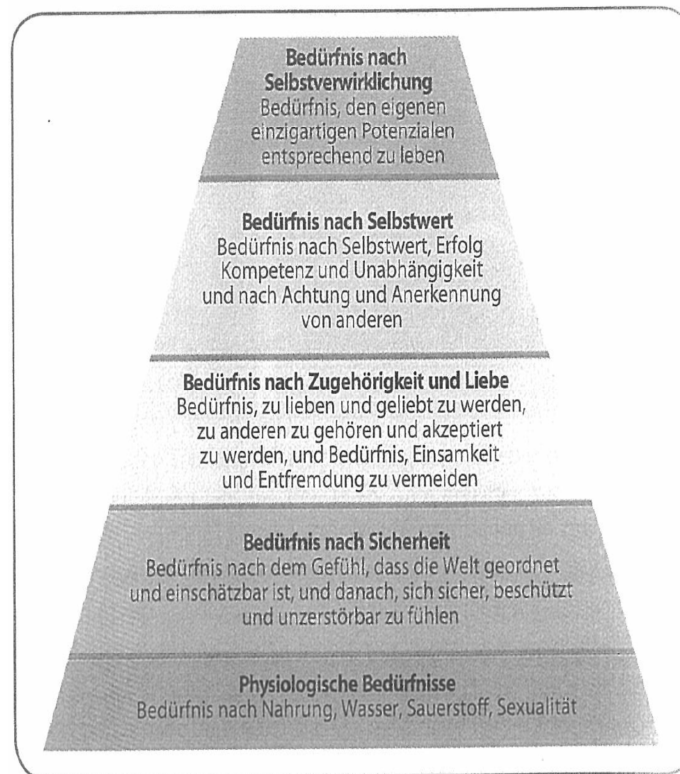 Bedürfnis nach
Selbstverwirklichung
Bedürfnis, den eigenen
einzigartigen Potenzialen
entsprechend zu leben
Bedürfnis nach Selbstwert
Bedürfnis nach Selbstwert, Erfolg
Kompetenz und Unabhängigkeit
und nach Achtung und Anerkennung
von anderen
Bedürfnis nach Zugehörigkeit und Liebe
Bedürfnis, zu lieben und geliebt zu werden,
zu anderen zu gehören und akzeptiert
zu werden, und Bedürfnis, Einsamkeit
und Entfremdung zu vermeiden
Bedürfnis nach Sicherheit
Bedürfnis nach dem Gefühl, dass die Welt geordnet
und einschätzbar ist, und danach, sich sicher, beschützt
und unzerstörbar zu fühlen
Physiologische Bedürfnisse
Bedürfnis nach Nahrung, Wasser, Sauerstoff, Sexualität